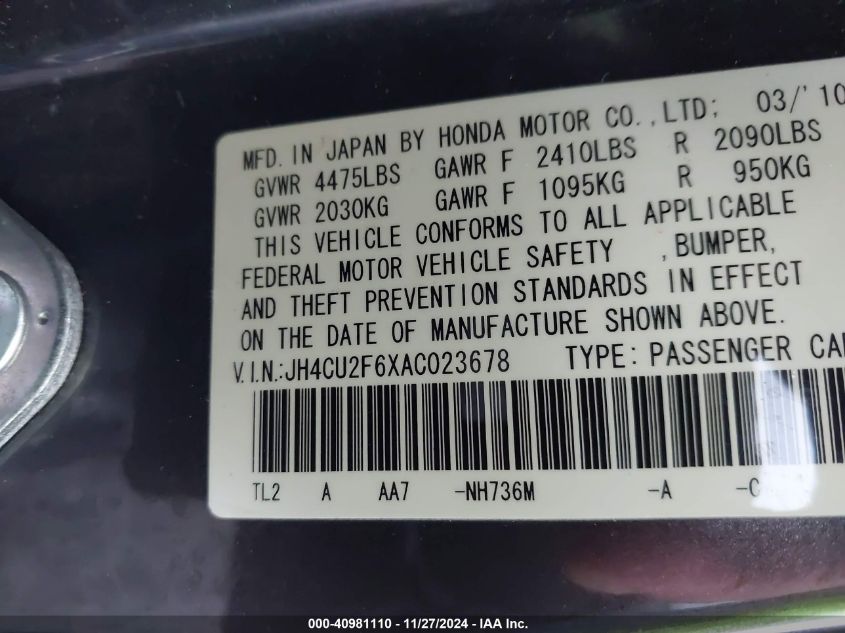 MFD. IN JAPAN BY HONDA MOTOR CO., LTD; 03/'10
GVWR 4475LBS GAWR F 2410LBS R 2090LBS
GVWR 2030KG GAWR F 1095KG R 950KG
THIS VEHICLE CONFORMS TO ALL APPLICABLE
FEDERAL MOTOR VEHICLE SAFETY , BUMPER,
AND THEFT PREVENTION STANDARDS IN EFFECT
ON THE DATE OF MANUFACTURE SHOWN ABOVE.
V.I.N.:JH4CU2F6XAC023678 TYPE: PASSENGER CAR
TL2 A AA7 -NH736M -A -C
000-40981110 - 11/27/2024 - IAA Inc.